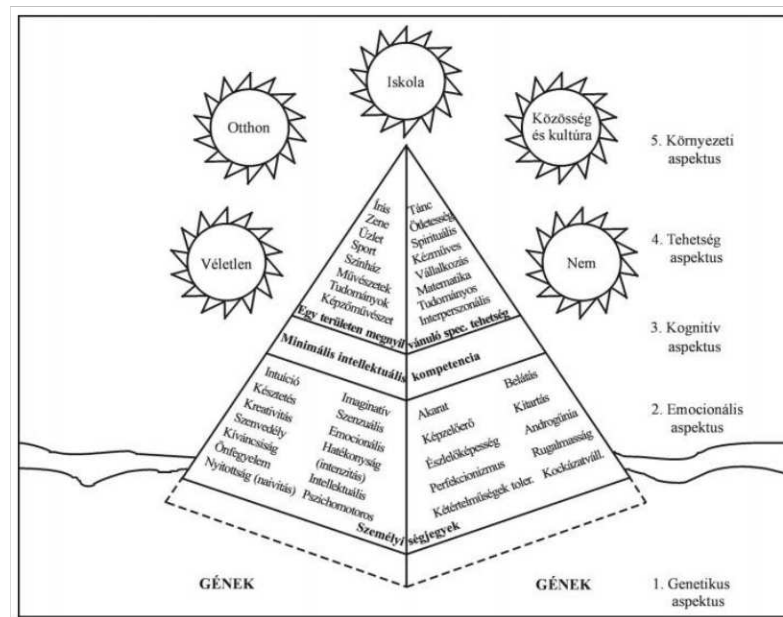 Iskola
Otthon
Közösség
és kultúra
5. Környezeti
aspektus
Véletlen
Nem
4. Tehetség
aspektus
Írás
Zene
Üzlet
Sport
Színház
Művészetek
Tudományok
Képzőművészet
Tánc
Ötletesség
Spirituális
Kézműves
Vállalkozás
Matematika
Tudományos
Interperszonális
Egy területen megnyilvánuló spec. tehetség
3. Kognitív
aspektus
Minimális intellektuális kompetencia
2. Emocionális
aspektus
Intuíció
Késztetés
Kreativitás
Szenvedély
Kíváncsiság
Önfegyelem
Nyitottság (naivitás)
Imaginatív
Szenzuális
Emocionális
Hatékonyság
(intenzitás)
Intellektuális
Pszichomotoros
Akarat
Képzelőerő
Észlelőképesség
Perfekcionizmus
Kétértelműségek toler.
Belátás
Kitartás
Androgünia
Rugalmasság
Kockázatváll.
Személyiségjegyek
GÉNEK
GÉNEK
1. Genetikus
aspektus